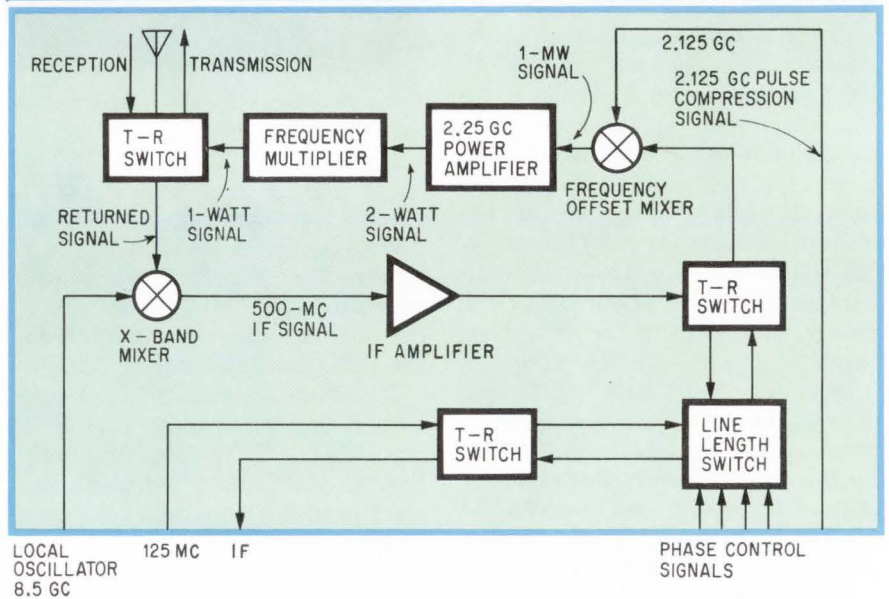 RECEPTION
TRANSMISSION
1-MW
SIGNAL
2.125 GC
2.125 GC PULSE
COMPRESSION
SIGNAL
T-R
SWITCH
FREQUENCY
MULTIPLIER
2.25 GC
POWER
AMPLIFIER
FREQUENCY
OFFSET MIXER
RETURNED
SIGNAL
1-WATT
SIGNAL
2-WATT
SIGNAL
X-BAND
MIXER
500-MC
IF SIGNAL
IF AMPLIFIER
T-R
SWITCH
T-R
SWITCH
LINE
LENGTH
SWITCH
LOCAL
OSCILLATOR
8.5 GC
125 MC
IF
PHASE CONTROL
SIGNALS